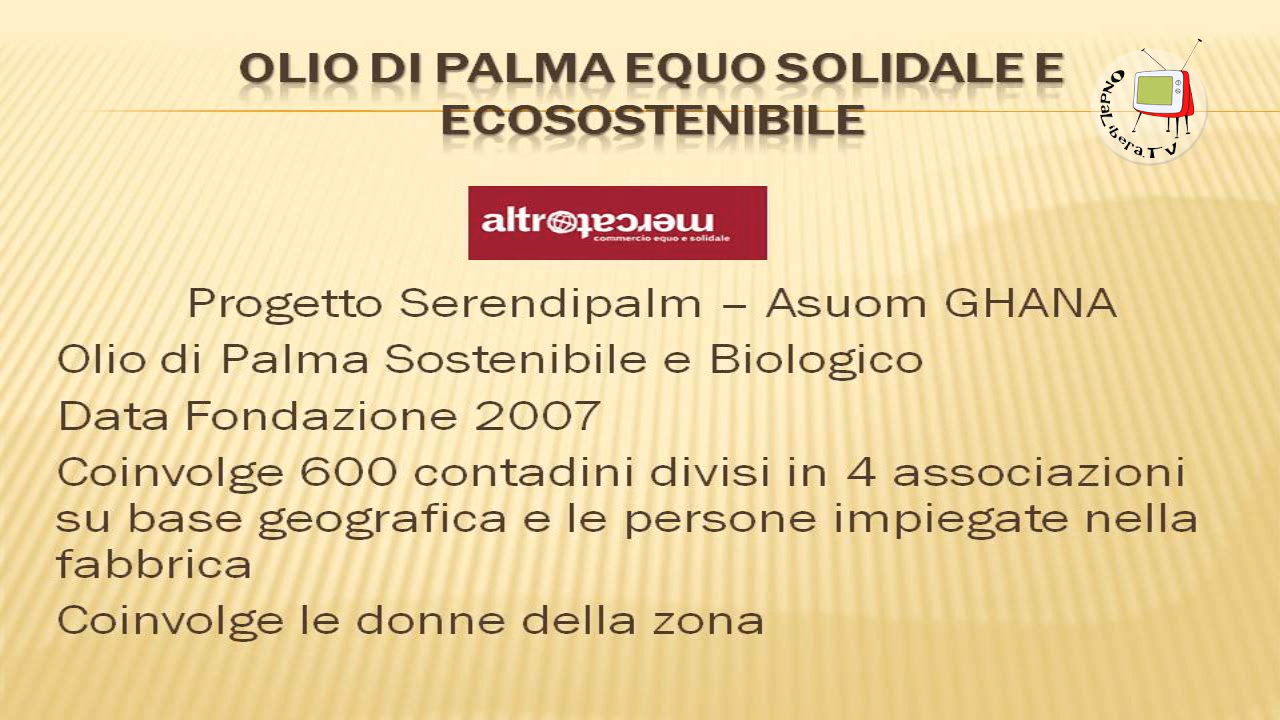 OLIO DI PALMA EQUO SOLIDALE E
ECOSOSTENIBILE
OndaLibera.TV
altromercato
commercio equo e solidale
Progetto Serendipalm – Asuom GHANA
Olio di Palma Sostenibile e Biologico
Data Fondazione 2007
Coinvolge 600 contadini divisi in 4 associazioni
su base geografica e le persone impiegate nella
fabbrica
Coinvolge le donne della zona